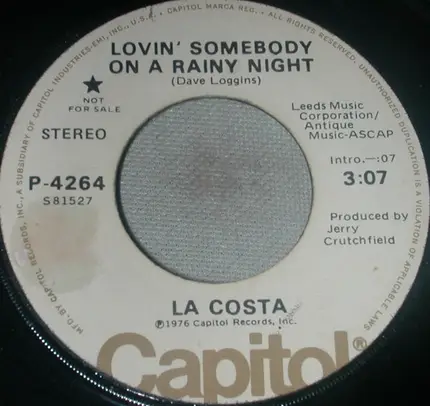 CAPITOL MARCA REG.
ALL RIGHTS RESERVED. UNAUTHORIZED DUPLICATION IS A VIOLATION OF APPLICABLE LAWS
MFD. BY CAPITOL RECORDS, INC., A SUBSIDIARY OF CAPITOL INDUSTRIES-EMI, INC., U.S.A.
LOVIN' SOMEBODY
ON A RAINY NIGHT
(Dave Loggins)
★
NOT
FOR SALE
STEREO
P-4264
S81527
Leeds Music
Corporation/
Antique
Music-ASCAP
Intro.—:07
3:07
Produced by
Jerry
Crutchfield
LA COSTA
℗1976 Capitol Records, Inc.
Capitol®